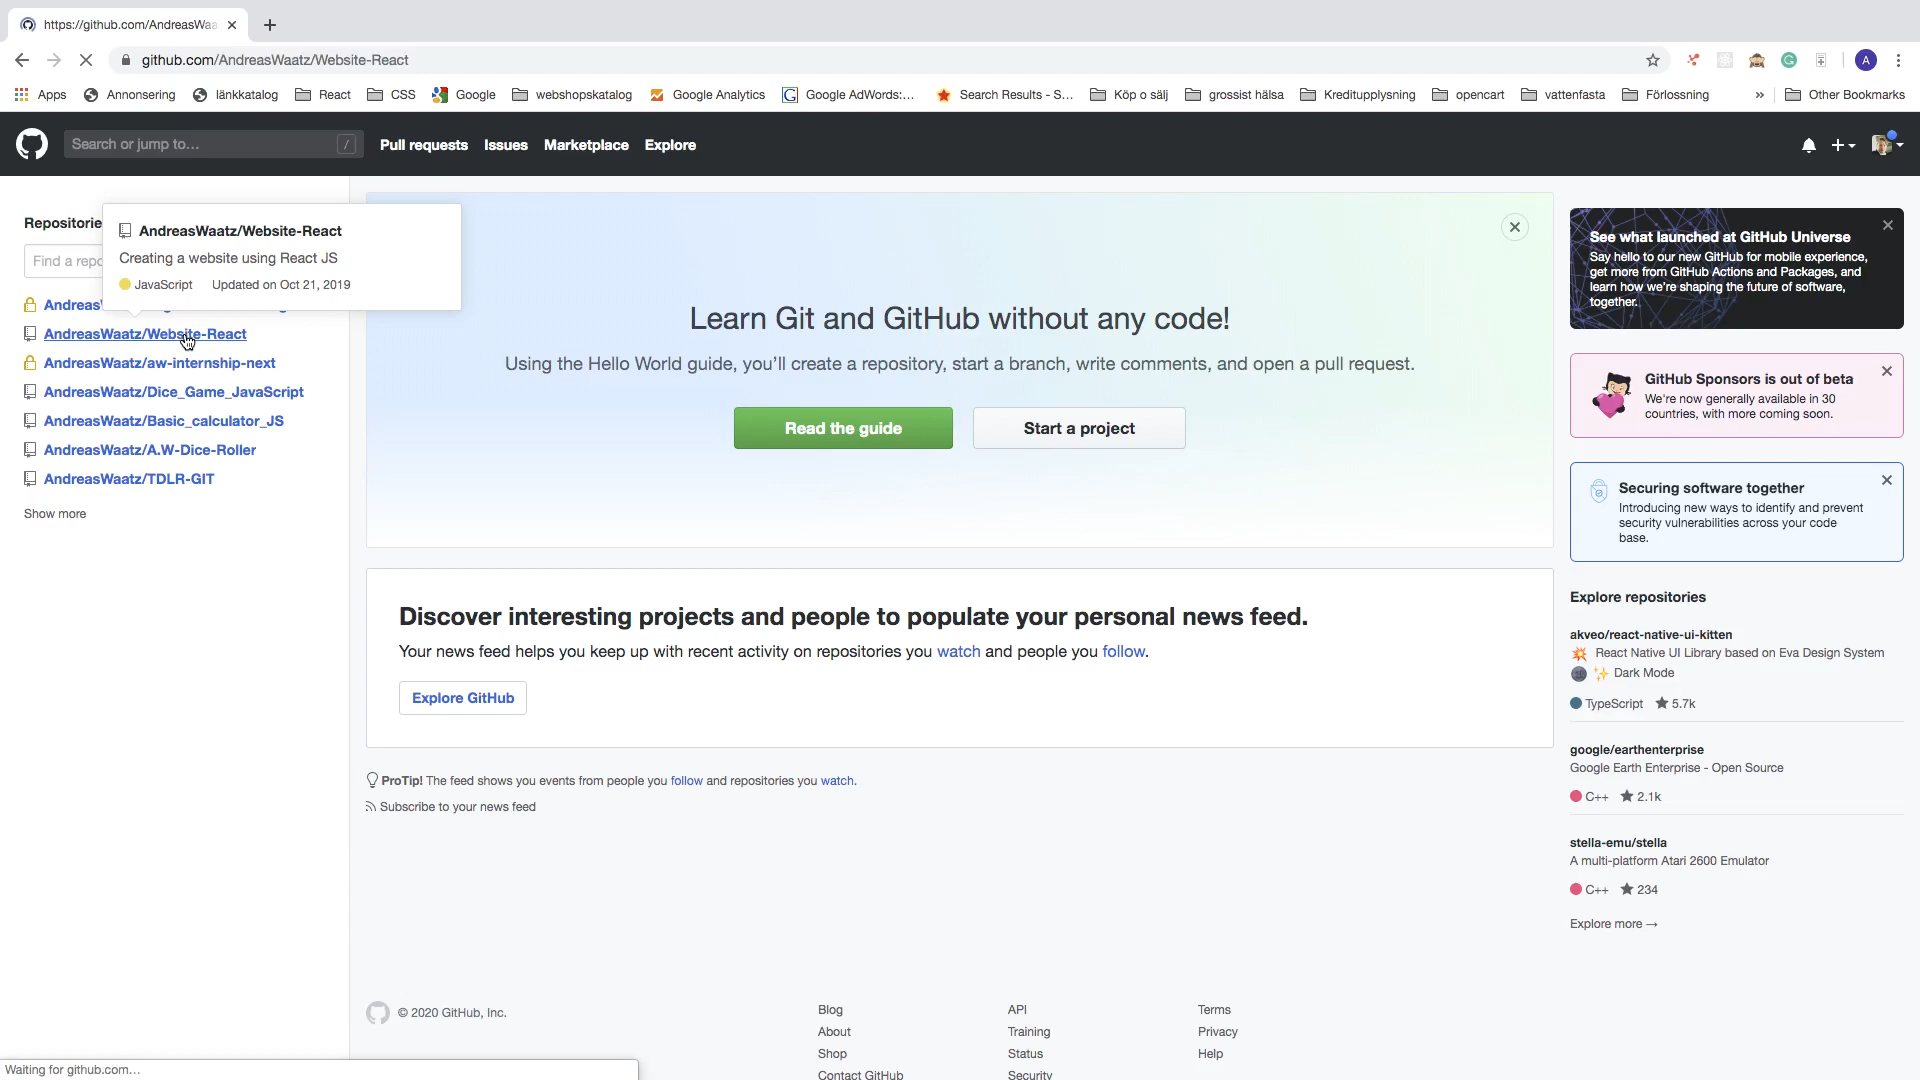 https://github.com/AndreasWaa
github.com/AndreasWaatz/Website-React
A
Apps Annonsering länkkatalog React CSS Google webshopskatalog Google Analytics Google AdWords:... Search Results - S... Köp o sälj grossist hälsa Kreditupplysning opencart vattenfasta Förlossning » Other Bookmarks
Search or jump to... / Pull requests Issues Marketplace Explore
Repositorie
Find a repo
AndreasWaatz/Website-React
Creating a website using React JS
JavaScript Updated on Oct 21, 2019
AndreasW
AndreasWaatz/Website-React
AndreasWaatz/aw-internship-next
AndreasWaatz/Dice_Game_JavaScript
AndreasWaatz/Basic_calculator_JS
AndreasWaatz/A.W-Dice-Roller
AndreasWaatz/TDLR-GIT
Show more
Learn Git and GitHub without any code!
Using the Hello World guide, you’ll create a repository, start a branch, write comments, and open a pull request.
Read the guide Start a project
Discover interesting projects and people to populate your personal news feed.
Your news feed helps you keep up with recent activity on repositories you watch and people you follow.
Explore GitHub
ProTip! The feed shows you events from people you follow and repositories you watch.
Subscribe to your news feed
See what launched at GitHub Universe
Say hello to our new GitHub for mobile experience,
get more from GitHub Actions and Packages, and
learn how we’re shaping the future of software,
together.
GitHub Sponsors is out of beta
We're now generally available in 30
countries, with more coming soon.
Securing software together
Introducing new ways to identify and prevent
security vulnerabilities across your code
base.
Explore repositories
akveo/react-native-ui-kitten
React Native UI Library based on Eva Design System
Dark Mode
TypeScript 5.7k
google/earthenterprise
Google Earth Enterprise - Open Source
C++ 2.1k
stella-emu/stella
A multi-platform Atari 2600 Emulator
C++ 234
Explore more →
© 2020 GitHub, Inc.
Blog API Terms
About Training Privacy
Shop Status Help
Contact GitHub Security
Waiting for github.com...